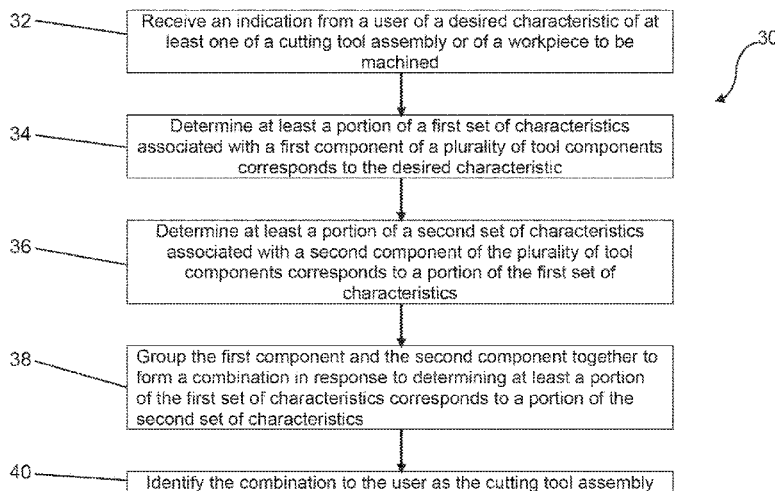 32
Receive an indication from a user of a desired characteristic of
at least one of a cutting tool assembly or of a workpiece to be
machined
30
34
Determine at least a portion of a first set of characteristics
associated with a first component of a plurality of tool components
corresponds to the desired characteristic
36
Determine at least a portion of a second set of characteristics
associated with a second component of the plurality of tool
components corresponds to a portion of the first set of
characteristics
38
Group the first component and the second component together to
form a combination in response to determining at least a portion
of the first set of characteristics corresponds to a portion of the
second set of characteristics
40
Identify the combination to the user as the cutting tool assembly